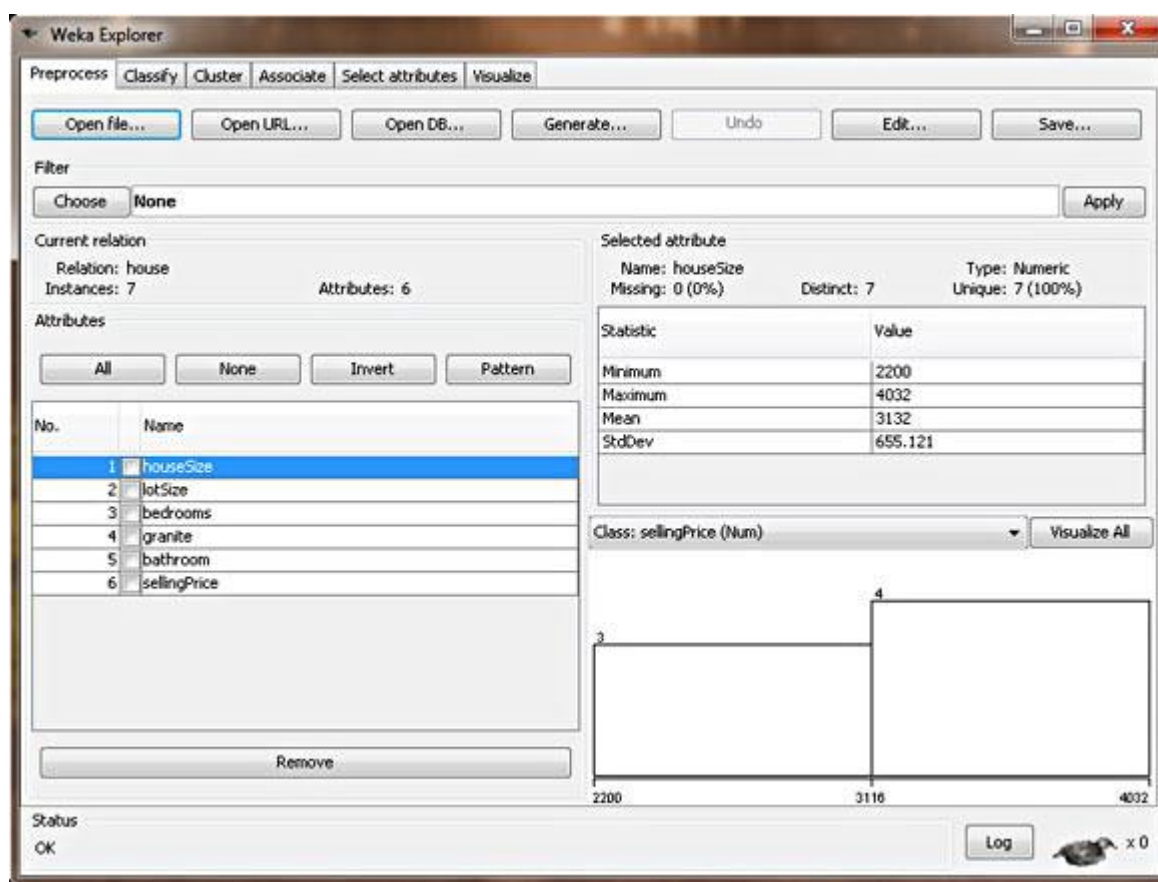 Weka Explorer
Preprocess Classify Cluster Associate Select attributes Visualize
Open file... Open URL... Open DB... Generate... Undo Edit... Save...
Filter
Choose None Apply
Current relation
Relation: house
Instances: 7 Attributes: 6
Attributes
All None Invert Pattern
No. Name
1 houseSize
2 lotSize
3 bedrooms
4 granite
5 bathroom
6 sellingPrice
Remove
Selected attribute
Name: houseSize Type: Numeric
Missing: 0 (0%) Distinct: 7 Unique: 7 (100%)
Statistic Value
Minimum 2200
Maximum 4032
Mean 3132
StdDev 655.121
Class: sellingPrice (Num) Visualize All
4
3
2200 3116 4032
Status
OK
Log x 0